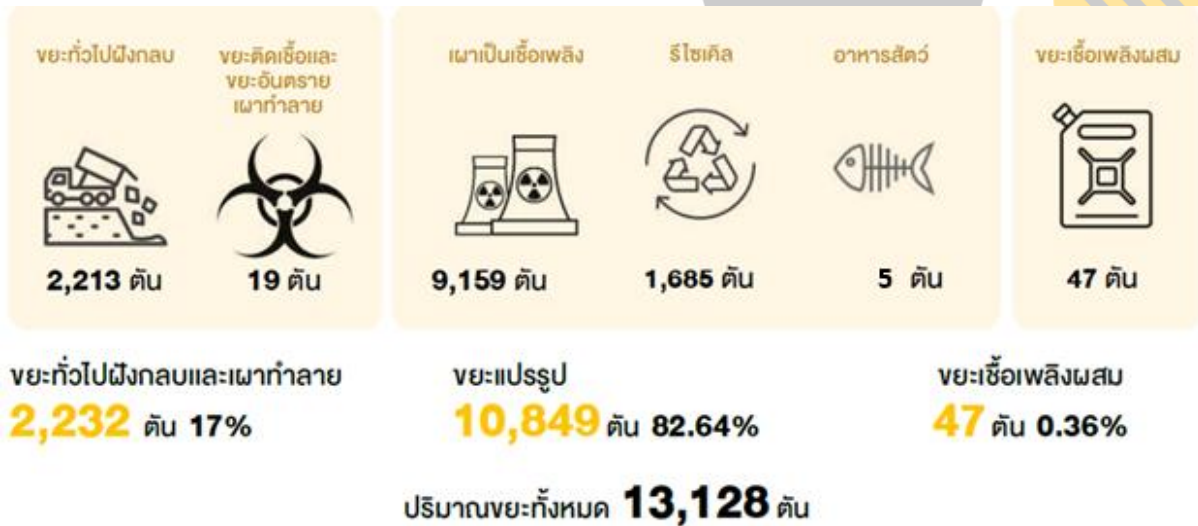 ขยะทั่วไปฝังกลบ
2,213 ตัน
ขยะติดเชื้อและ
ขยะอันตราย
เผาทำลาย
19 ตัน
เผาเป็นเชื้อเพลิง
9,159 ตัน
รีไซเคิล
1,685 ตัน
อาหารสัตว์
5 ตัน
ขยะเชื้อเพลิงผสม
47 ตัน
ขยะทั่วไปฝังกลบและเผาทำลาย
2,232 ตัน 17%
ขยะแปรรูป
10,849 ตัน 82.64%
ขยะเชื้อเพลิงผสม
47 ตัน 0.36%
ปริมาณขยะทั้งหมด 13,128 ตัน